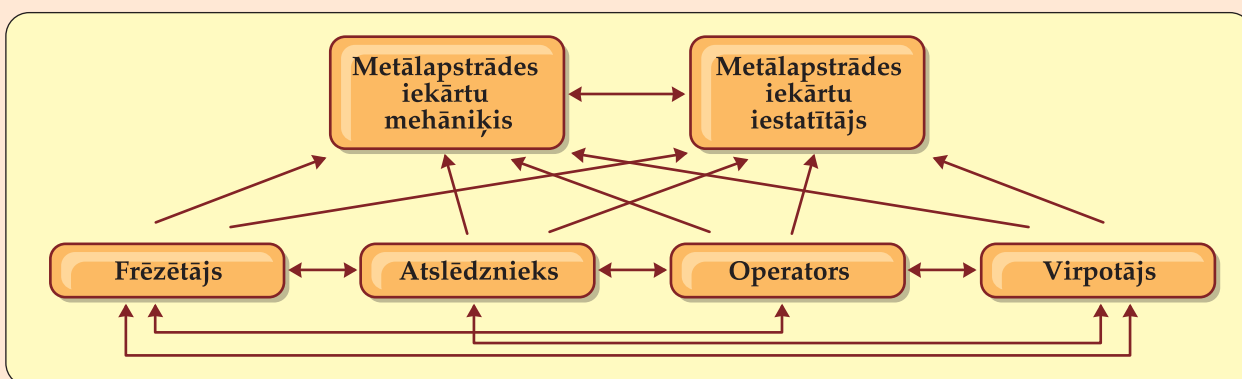 Metālapstrādes
iekārtu
mehāniķis
Metālapstrādes
iekārtu
iestatītājs
Frēzētājs
Atslēdznieks
Operators
Virpotājs